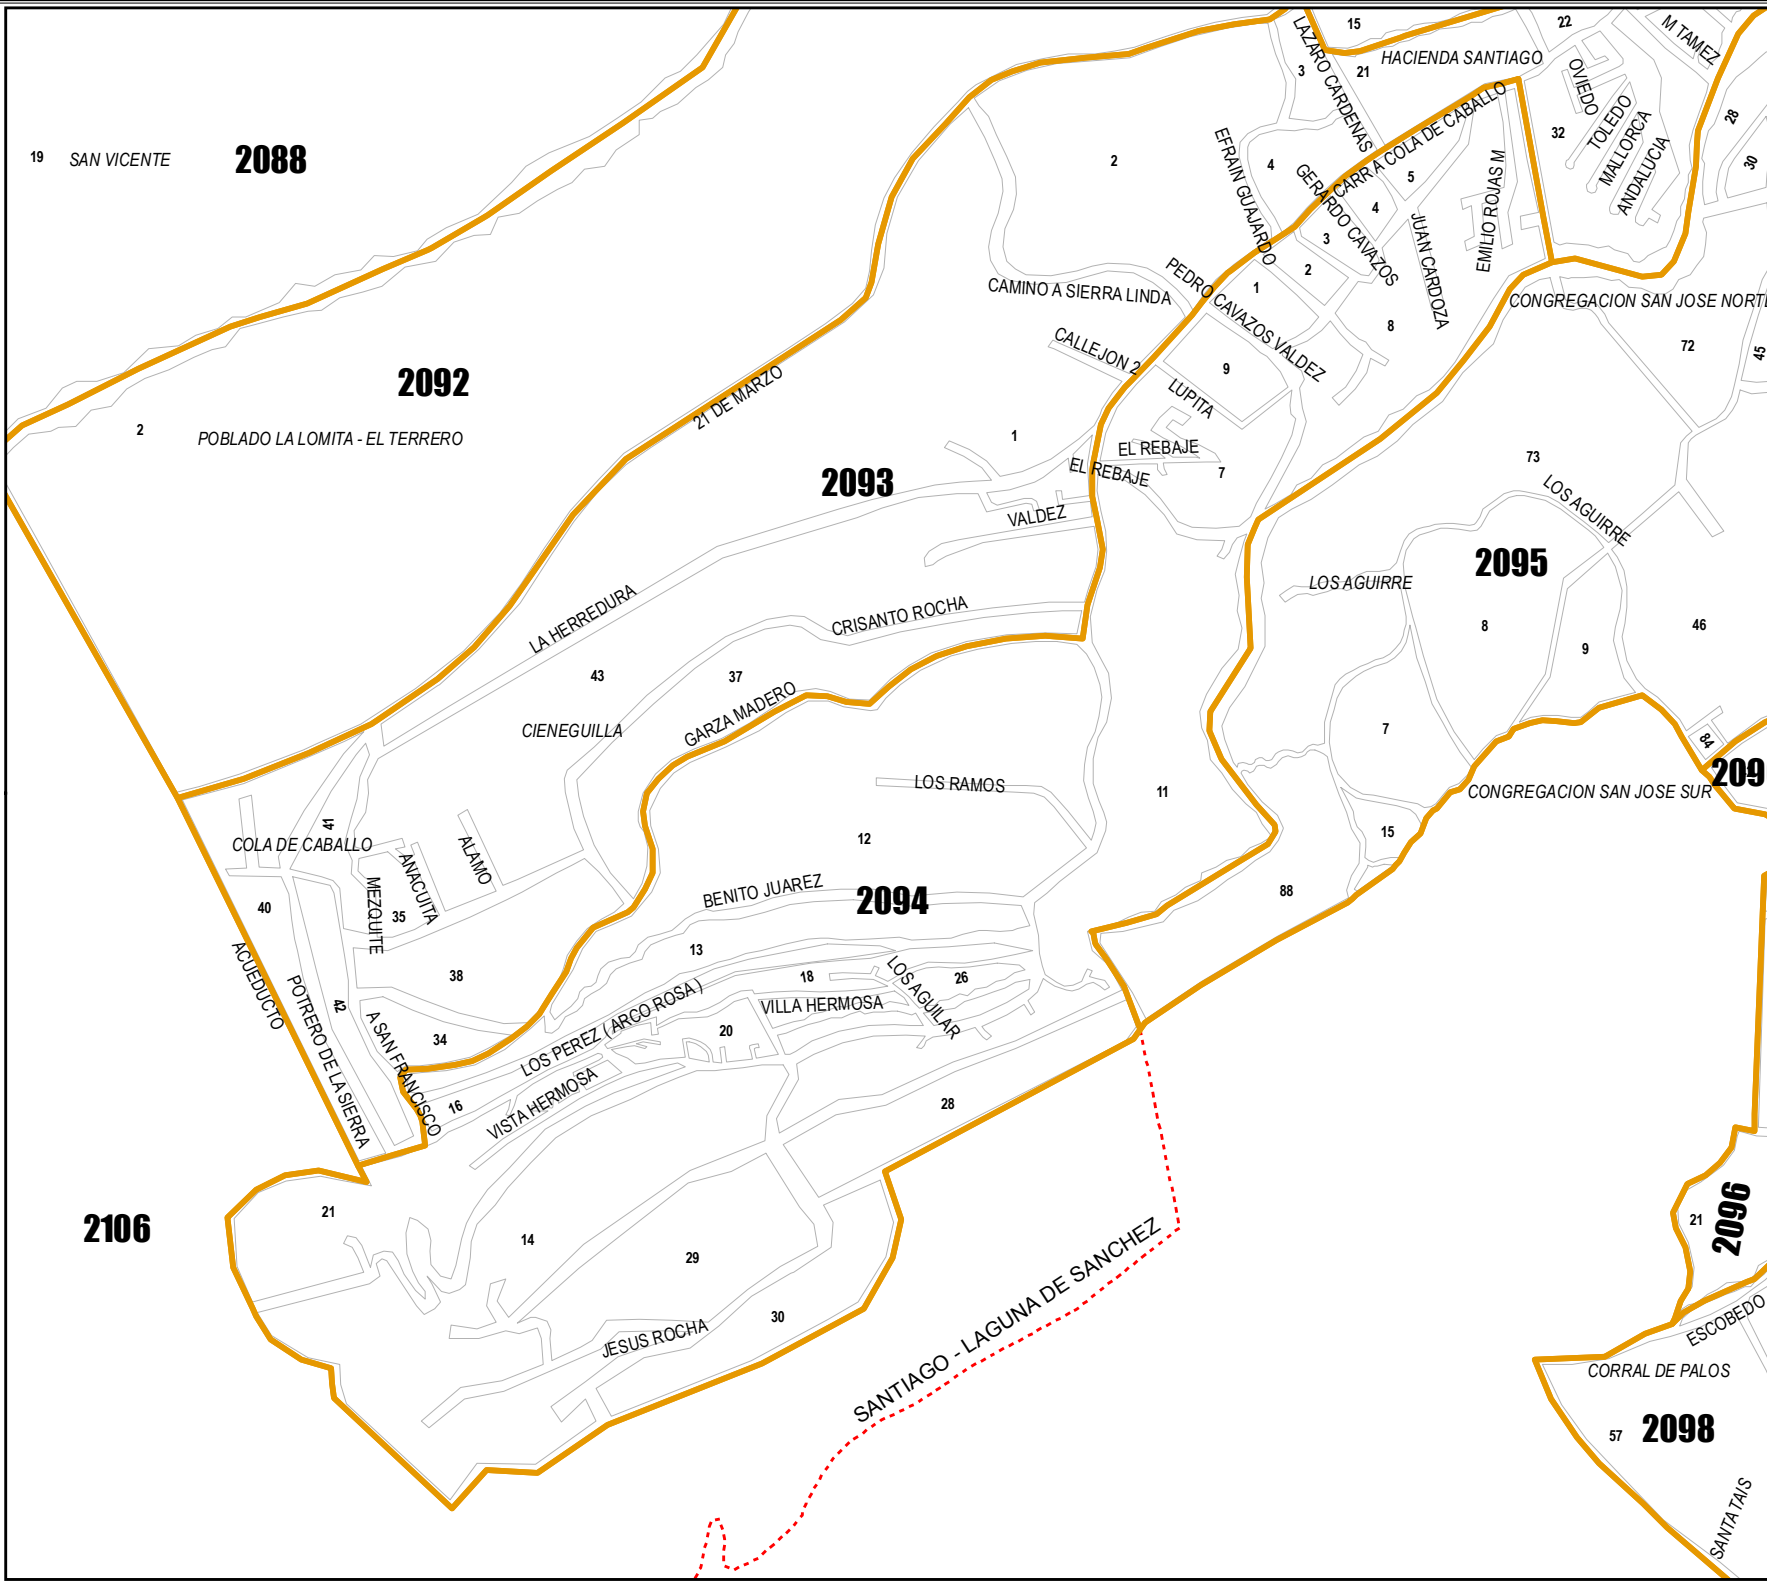 15
22
M TAMEZ
LAZARO CARDENAS
HACIENDA SANTIAGO
3
21
OVIEDO
TOLEDO
MALLORCA
ANDALUCIA
32
28
30
19
SAN VICENTE
2088
2
EFRAIN GUAJARDO
4
GERARDO CAVAZOS
CARR A COLA DE CABALLO
5
4
3
2
1
JUAN CARDOZA
EMILIO ROJAS M
CAMINO A SIERRA LINDA
PEDRO CAVAZOS VALDEZ
8
CONGREGACION SAN JOSE NORTE
72
45
CALLEJON 2
9
LUPITA
2092
21 DE MARZO
2
POBLADO LA LOMITA - EL TERRERO
1
EL REBAJE
EL REBAJE
7
2093
73
LOS AGUIRRE
VALDEZ
2095
LOS AGUIRRE
LA HERREDURA
CRISANTO ROCHA
8
46
9
43
37
GARZA MADERO
CIENEGUILLA
7
84
209
LOS RAMOS
11
CONGREGACION SAN JOSE SUR
41
COLA DE CABALLO
ALAMO
ANACUITA
MEZQUITE
12
15
BENITO JUAREZ
2094
88
40
35
13
ACUEDUCTO
POTRERO DE LA SIERRA
42
38
18
LOS AGUILAR
26
LOS PEREZ ( ARCO ROSA )
VILLA HERMOSA
34
20
A SAN FRANCISCO
16
VISTA HERMOSA
28
2106
21
14
29
SANTIAGO - LAGUNA DE SANCHEZ
21
2096
30
JESUS ROCHA
ESCOBEDO
CORRAL DE PALOS
57
2098
SANTA TAIS